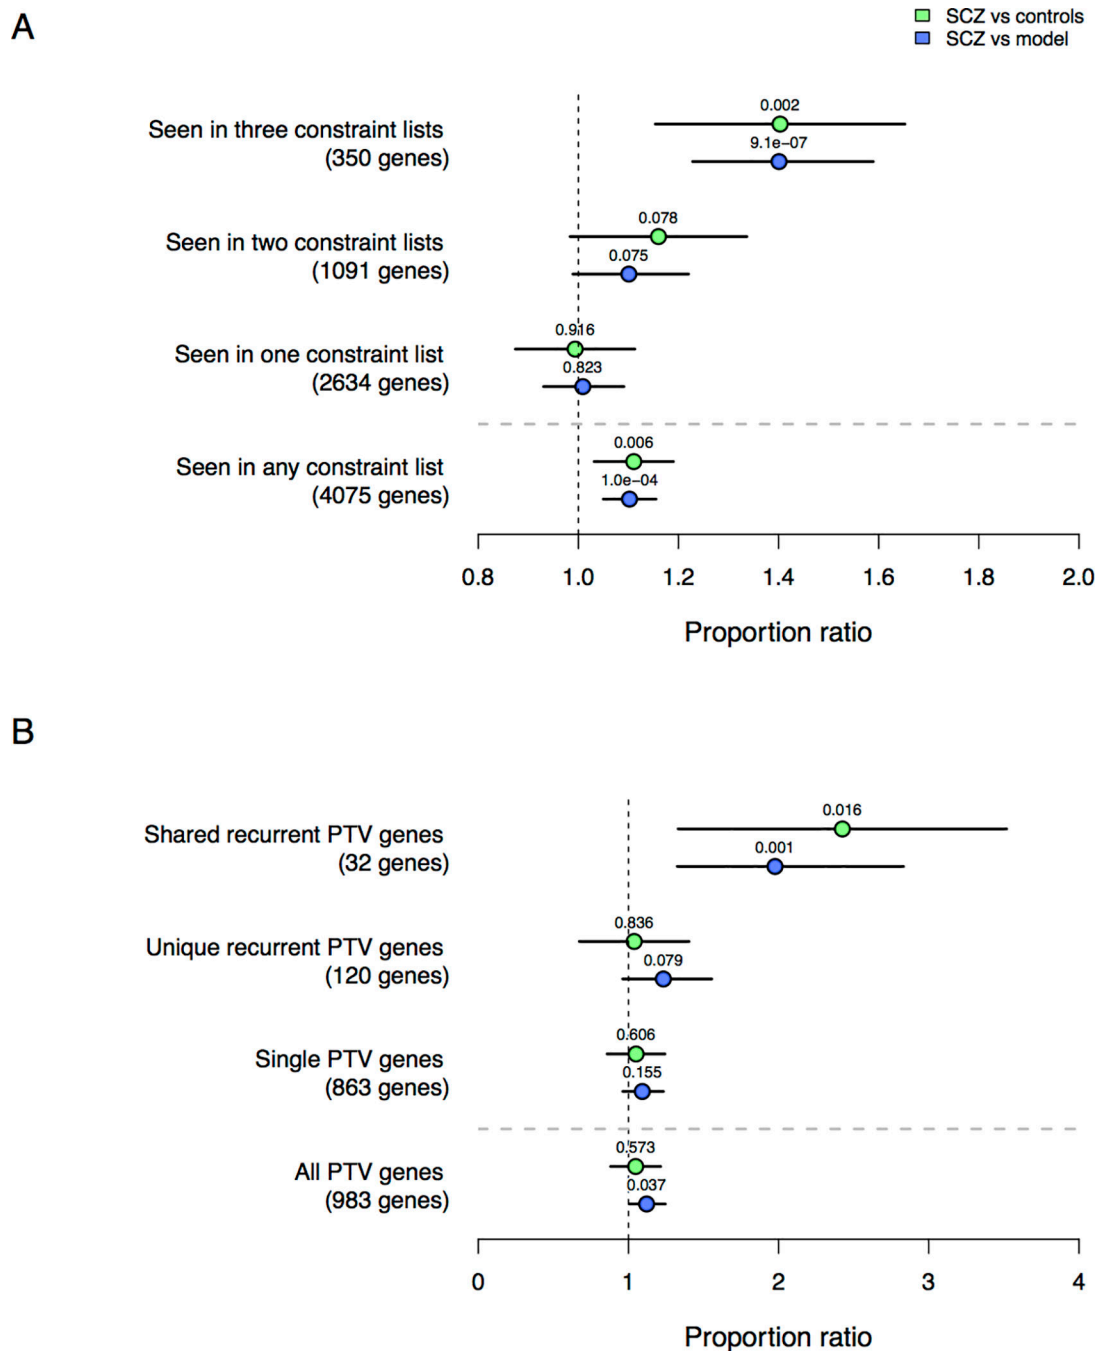 A
SCZ vs controls
SCZ vs model
Seen in three constraint lists
(350 genes)
0.002
9.1e−07
Seen in two constraint lists
(1091 genes)
0.078
0.075
Seen in one constraint list
(2634 genes)
0.916
0.823
Seen in any constraint list
(4075 genes)
0.006
1.0e−04
0.8 1.0 1.2 1.4 1.6 1.8 2.0
Proportion ratio
B
Shared recurrent PTV genes
(32 genes)
0.016
0.001
Unique recurrent PTV genes
(120 genes)
0.836
0.079
Single PTV genes
(863 genes)
0.606
0.155
All PTV genes
(983 genes)
0.573
0.037
0 1 2 3 4
Proportion ratio